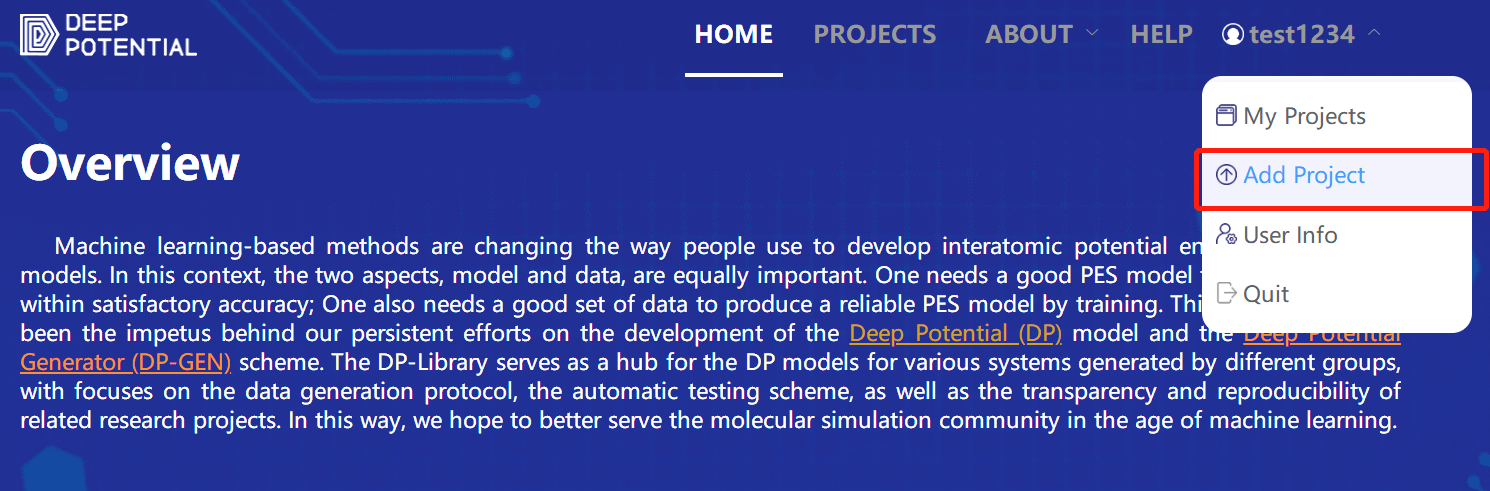 DEEP
POTENTIAL
HOME PROJECTS ABOUT HELP test1234
My Projects
Add Project
User Info
Quit
Overview
Machine learning-based methods are changing the way people use to develop interatomic potential en
models. In this context, the two aspects, model and data, are equally important. One needs a good PES model
within satisfactory accuracy; One also needs a good set of data to produce a reliable PES model by training. Thi
been the impetus behind our persistent efforts on the development of the Deep Potential (DP) model and the Deep Potential
Generator (DP-GEN) scheme. The DP-Library serves as a hub for the DP models for various systems generated by different groups,
with focuses on the data generation protocol, the automatic testing scheme, as well as the transparency and reproducibility of
related research projects. In this way, we hope to better serve the molecular simulation community in the age of machine learning.